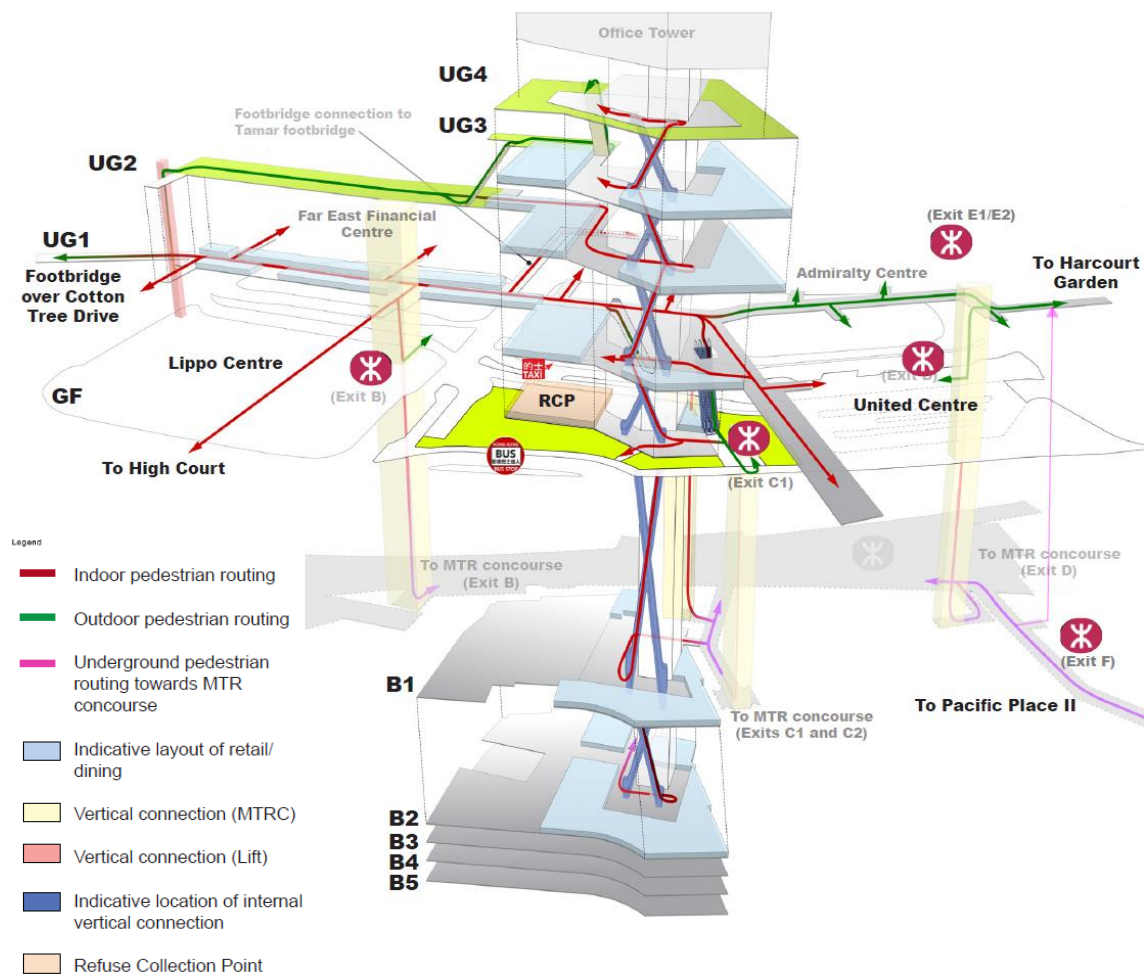 Office Tower
UG4
Footbridge connection to
Tamar footbridge
UG3
UG2
Far East Financial
Centre
(Exit E1/E2)
UG1
To Harcourt
Garden
Footbridge
over Cotton
Tree Drive
Admiralty Centre
Lippo Centre
的士
TAXI
(Exit B)
(Exit D)
GF
RCP
United Centre
BUS
BUS STOP
To High Court
(Exit C1)
Legend
Indoor pedestrian routing
To MTR concourse
(Exit B)
To MTR concourse
(Exit D)
Outdoor pedestrian routing
Underground pedestrian
routing towards MTR
concourse
(Exit F)
B1
To Pacific Place II
To MTR concourse
(Exits C1 and C2)
Indicative layout of retail/
dining
Vertical connection (MTRC)
B2
B3
Vertical connection (Lift)
B4
B5
Indicative location of internal
vertical connection
Refuse Collection Point